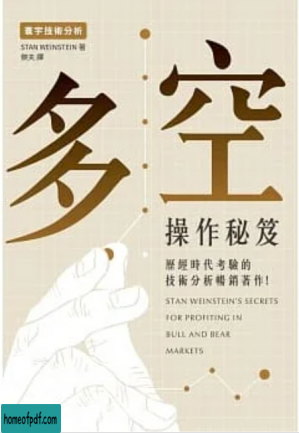 寰宇技術分析
STAN WEINSTEIN 著
傑夫 譯
多空
操作秘笈
歷經時代考驗的
技術分析暢銷著作!
STAN WEINSTEIN'S SECRETS
FOR PROFITING IN
BULL AND BEAR
MARKETS
homeofpdf.com